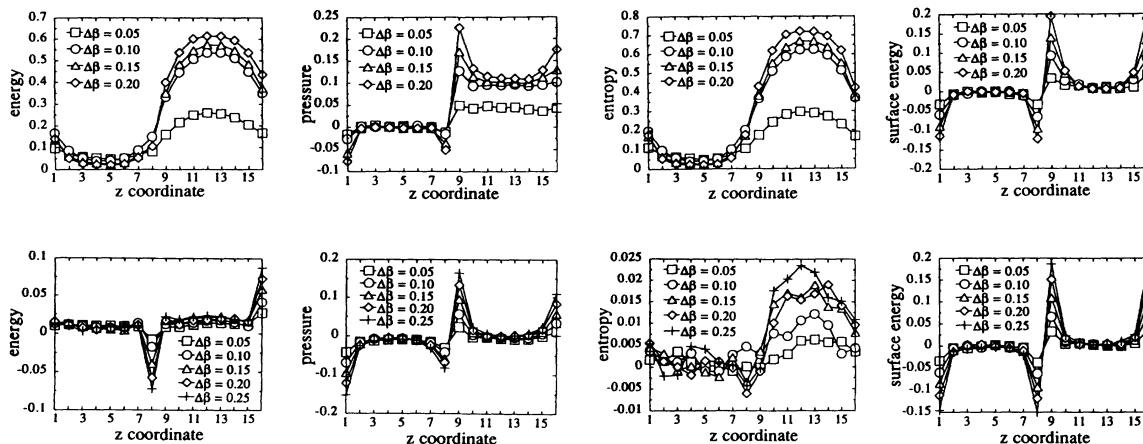 energy
0.7
0.6
0.5
0.4
0.3
0.2
0.1
0
Δβ = 0.05
Δβ = 0.10
Δβ = 0.15
Δβ = 0.20
1 3 5 7 9 11 13 15
z coordinate
pressure
0.25
0.2
0.15
0.1
0.05
0
-0.05
-0.1
Δβ = 0.05
Δβ = 0.10
Δβ = 0.15
Δβ = 0.20
1 3 5 7 9 11 13 15
z coordinate
entropy
0.8
0.7
0.6
0.5
0.4
0.3
0.2
0.1
0
Δβ = 0.05
Δβ = 0.10
Δβ = 0.15
Δβ = 0.20
1 3 5 7 9 11 13 15
z coordinate
surface energy
0.2
0.15
0.1
0.05
0
-0.05
-0.1
-0.15
-0.2
Δβ = 0.05
Δβ = 0.10
Δβ = 0.15
Δβ = 0.20
1 3 5 7 9 11 13 15
z coordinate
energy
0.1
0.05
0
-0.05
-0.1
Δβ = 0.05
Δβ = 0.10
Δβ = 0.15
Δβ = 0.20
Δβ = 0.25
1 3 5 7 9 11 13 15
z coordinate
pressure
0.2
0.1
0
-0.1
-0.2
Δβ = 0.05
Δβ = 0.10
Δβ = 0.15
Δβ = 0.20
Δβ = 0.25
1 3 5 7 9 11 13 15
z coordinate
entropy
0.025
0.02
0.015
0.01
0.005
0
-0.005
-0.01
Δβ = 0.05
Δβ = 0.10
Δβ = 0.15
Δβ = 0.20
Δβ = 0.25
1 3 5 7 9 11 13 15
z coordinate
surface energy
0.2
0.15
0.1
0.05
0
-0.05
-0.1
-0.15
Δβ = 0.05
Δβ = 0.10
Δβ = 0.15
Δβ = 0.20
Δβ = 0.25
1 3 5 7 9 11 13 15
z coordinate